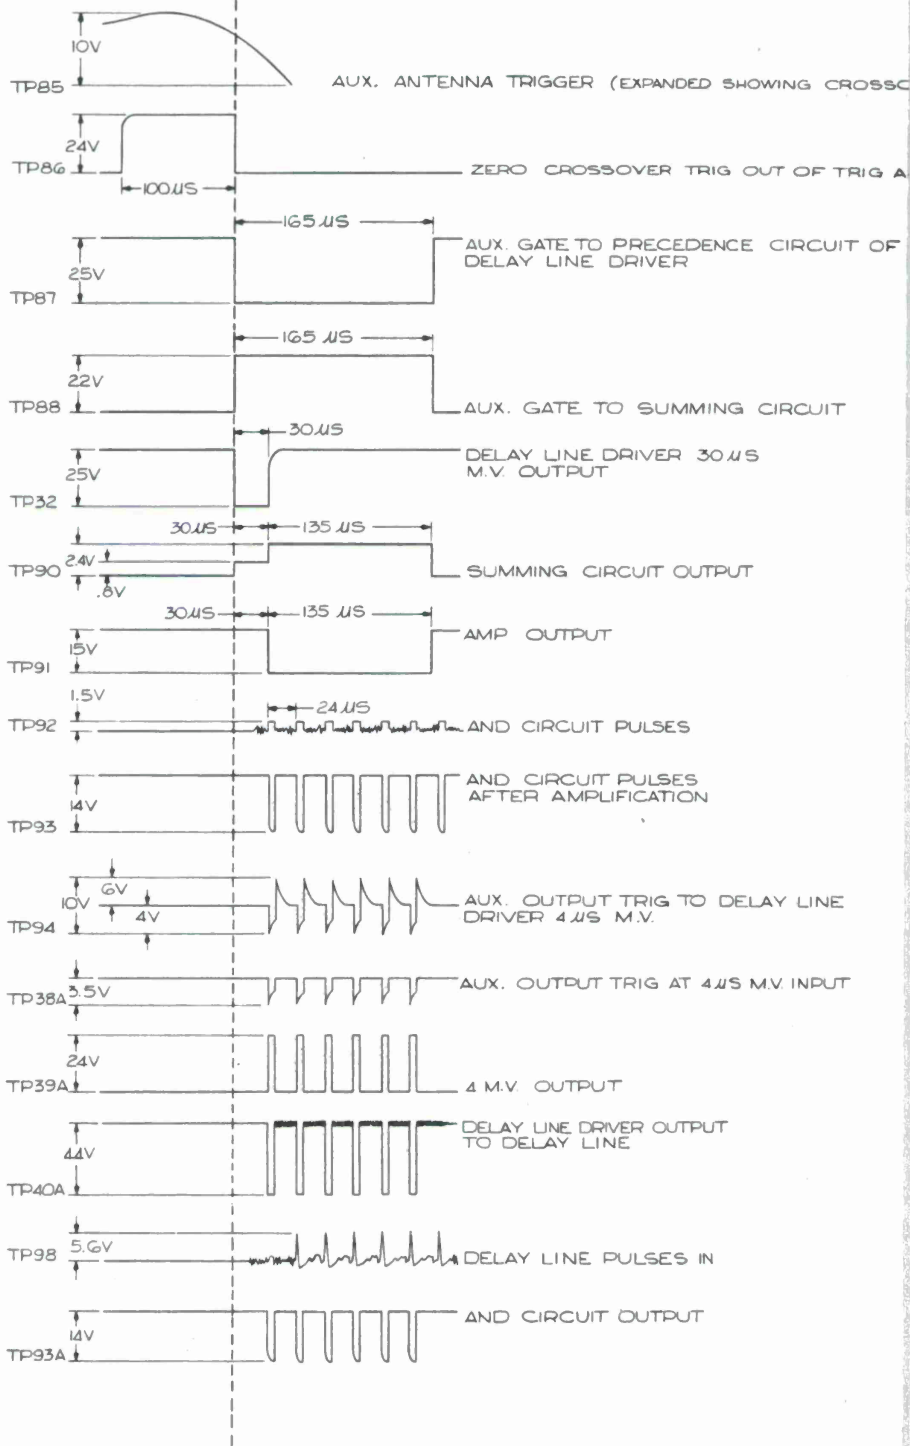 10V
TP85
AUX. ANTENNA TRIGGER (EXPANDED SHOWING CROSSO
24V
TP86
ZERO CROSSOVER TRIG OUT OF TRIG A
100µS
165µS
AUX. GATE TO PRECEDENCE CIRCUIT OF
DELAY LINE DRIVER
25V
TP87
165µS
22V
TP88
AUX. GATE TO SUMMING CIRCUIT
30µS
DELAY LINE DRIVER 30µS
M.V. OUTPUT
25V
TP32
30µS
135µS
2.4V
TP90
SUMMING CIRCUIT OUTPUT
.8V
30µS
135µS
AMP OUTPUT
15V
TP91
1.5V
24µS
TP92
AND CIRCUIT PULSES
AND CIRCUIT PULSES
AFTER AMPLIFICATION
14V
TP93
6V
10V
4V
AUX. OUTPUT TRIG TO DELAY LINE
DRIVER 4µS M.V.
TP94
AUX. OUTPUT TRIG AT 4µS M.V. INPUT
3.5V
TP38A
24V
TP39A
4 M.V. OUTPUT
DELAY LINE DRIVER OUTPUT
TO DELAY LINE
44V
TP40A
5.6V
TP98
DELAY LINE PULSES IN
AND CIRCUIT OUTPUT
14V
TP93A